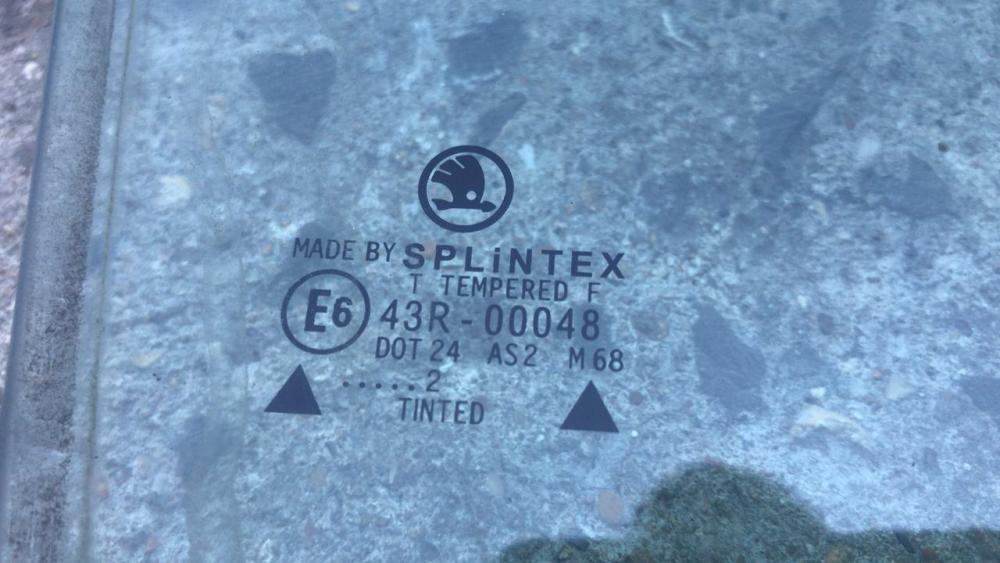 MADE BY SPLiNTEX
T TEMPERED F
E6 43R-00048
DOT 24 AS2 M68
.....2
TINTED